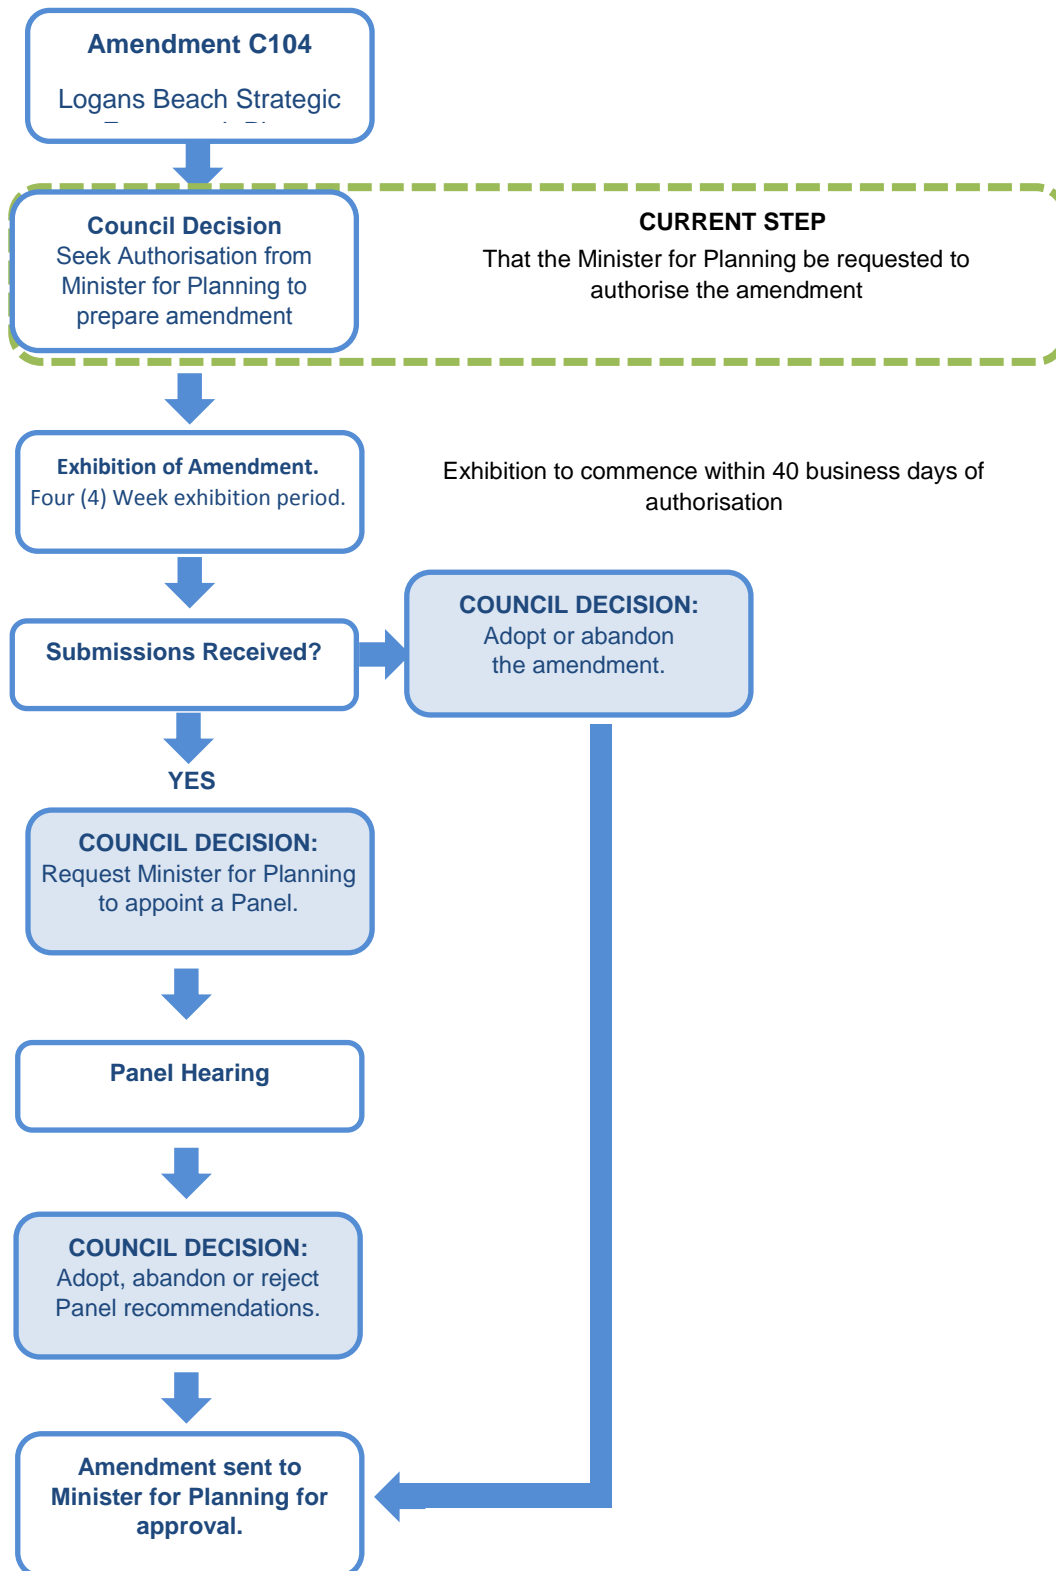 Amendment C104
Logans Beach Strategic
Council Decision
Seek Authorisation from
Minister for Planning to
prepare amendment
CURRENT STEP
That the Minister for Planning be requested to
authorise the amendment
Exhibition of Amendment.
Four (4) Week exhibition period.
Exhibition to commence within 40 business days of
authorisation
Submissions Received?
COUNCIL DECISION:
Adopt or abandon
the amendment.
YES
COUNCIL DECISION:
Request Minister for Planning
to appoint a Panel.
Panel Hearing
COUNCIL DECISION:
Adopt, abandon or reject
Panel recommendations.
Amendment sent to
Minister for Planning for
approval.